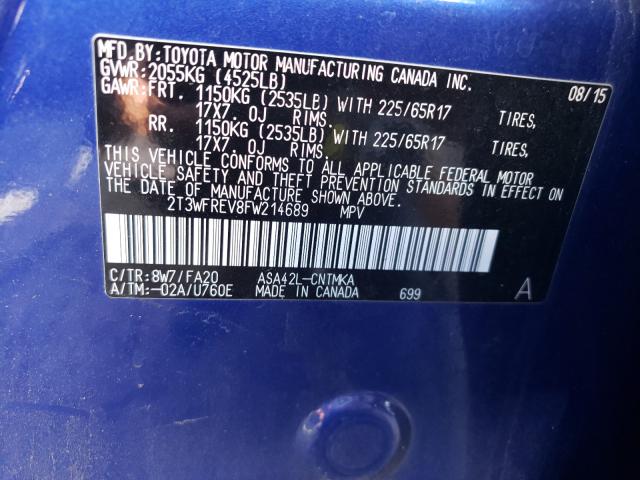 MFD.BY:TOYOTA MOTOR MANUFACTURING CANADA INC.
GVWR:2055KG (4525LB) 08/15
GAWR:FRT. 1150KG (2535LB) WITH 225/65R17 TIRES,
17X7. OJ RIMS.
RR. 1150KG (2535LB) WITH 225/65R17 TIRES,
17X7. OJ RIMS.
THIS VEHICLE CONFORMS TO ALL APPLICABLE FEDERAL MOTOR
VEHICLE SAFETY AND THEFT PREVENTION STANDARDS IN EFFECT ON
THE DATE OF MANUFACTURE SHOWN ABOVE.
2T3WFREV8FW214689 MPV
C/TR:8W7/FA20 ASA42L-CNTMKA
A/TM:-02A/U760E MADE IN CANADA 699 A